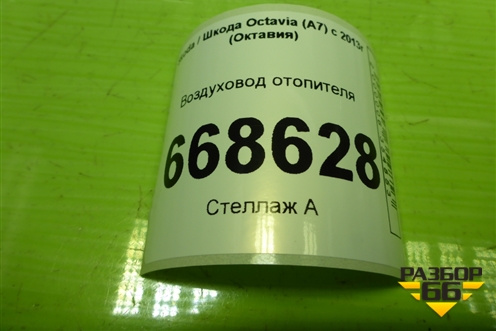 Шкода Octavia (A7) с 2013г
(Октавия)
Воздуховод отопителя
668628
Стеллаж А
РАЗБОР
66